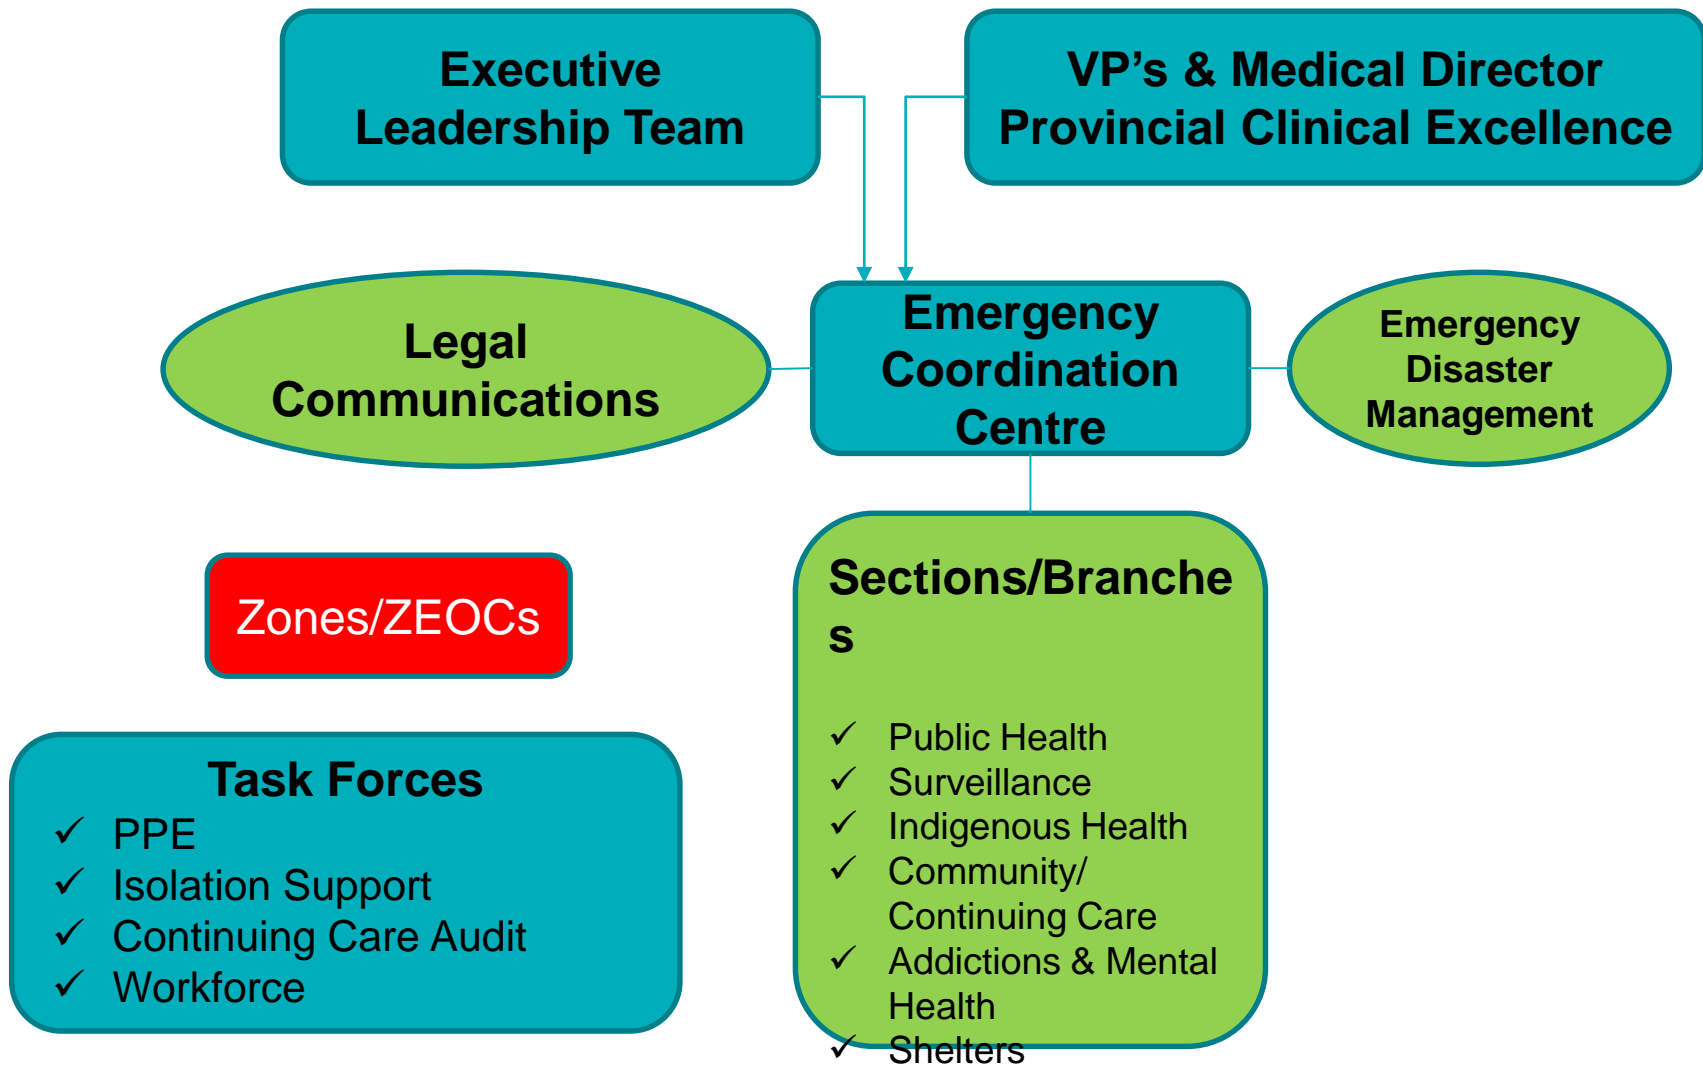 Executive
Leadership Team
VP’s & Medical Director
Provincial Clinical Excellence
Legal
Communications
Emergency
Coordination
Centre
Emergency
Disaster
Management
Zones/ZEOCs
Sections/Branche
s
✓ Public Health
✓ Surveillance
✓ Indigenous Health
✓ Community/
Continuing Care
✓ Addictions & Mental
Health
✓ Shelters
Task Forces
✓ PPE
✓ Isolation Support
✓ Continuing Care Audit
✓ Workforce